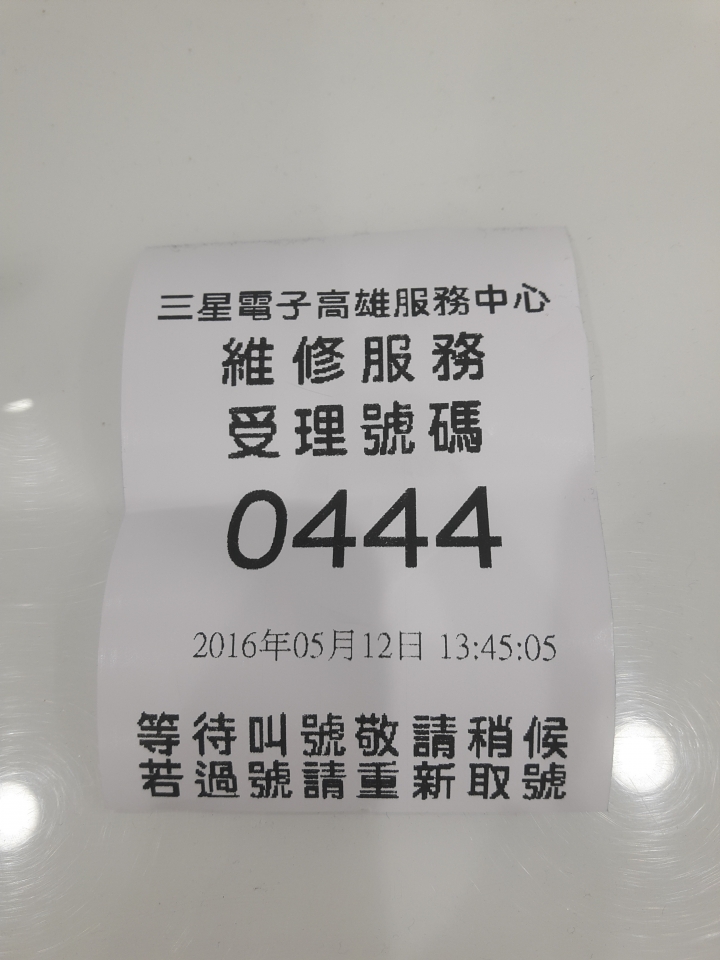 三星電子高雄服務中心
維修服務
受理號碼
0444
2016年05月12日 13:45:05
等待叫號敬請稍候
若過號請重新取號